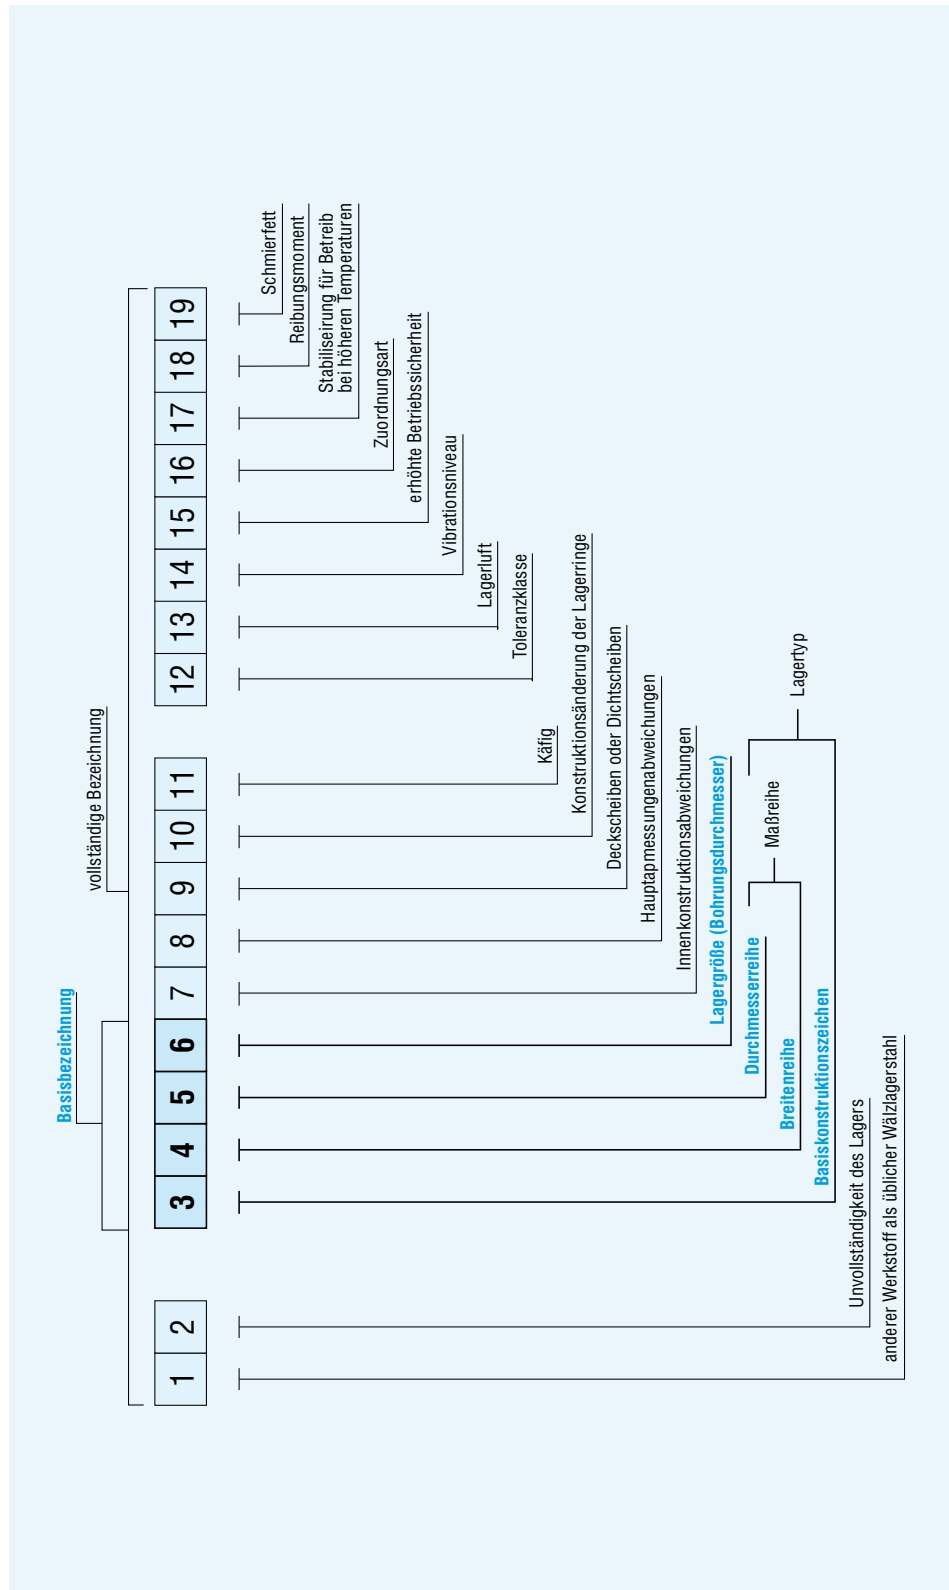 Basisbezeichnung
vollständige Bezeichnung
1 2 3 4 5 6 7 8 9 10 11 12 13 14 15 16 17 18 19
Schmierfett
Reibungsmoment
Stabiliseirung für Betreib
bei höheren Temperaturen
Zuordnungsart
erhöhte Betriebssicherheit
Vibrationsniveau
Lagerluft
Toleranzklasse
Käfig
Konstruktionsänderung der Lagerringe
Deckscheiben oder Dichtscheiben
Hauptapmessungenabweichungen
Innenkonstruktionsabweichungen
Lagergröße (Bohrungsdurchmesser)
Durchmesserreihe
Maßreihe
Breitenreihe
Lagertyp
Basiskonstruktionszeichen
Unvollständigkeit des Lagers
anderer Werkstoff als üblicher Wälzlagerstahl